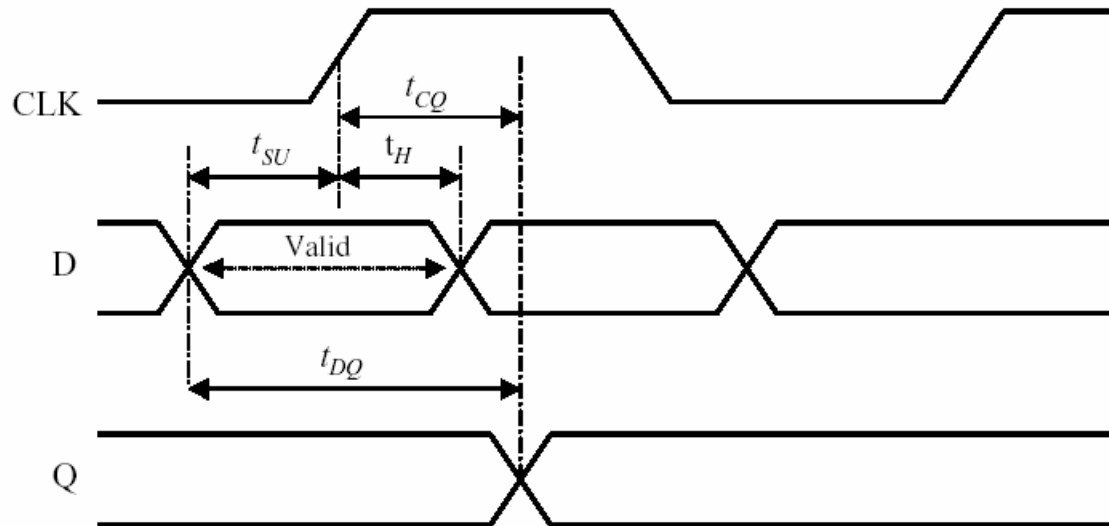 CLK
t_CQ
t_SU
t_H
D
Valid
t_DQ
Q